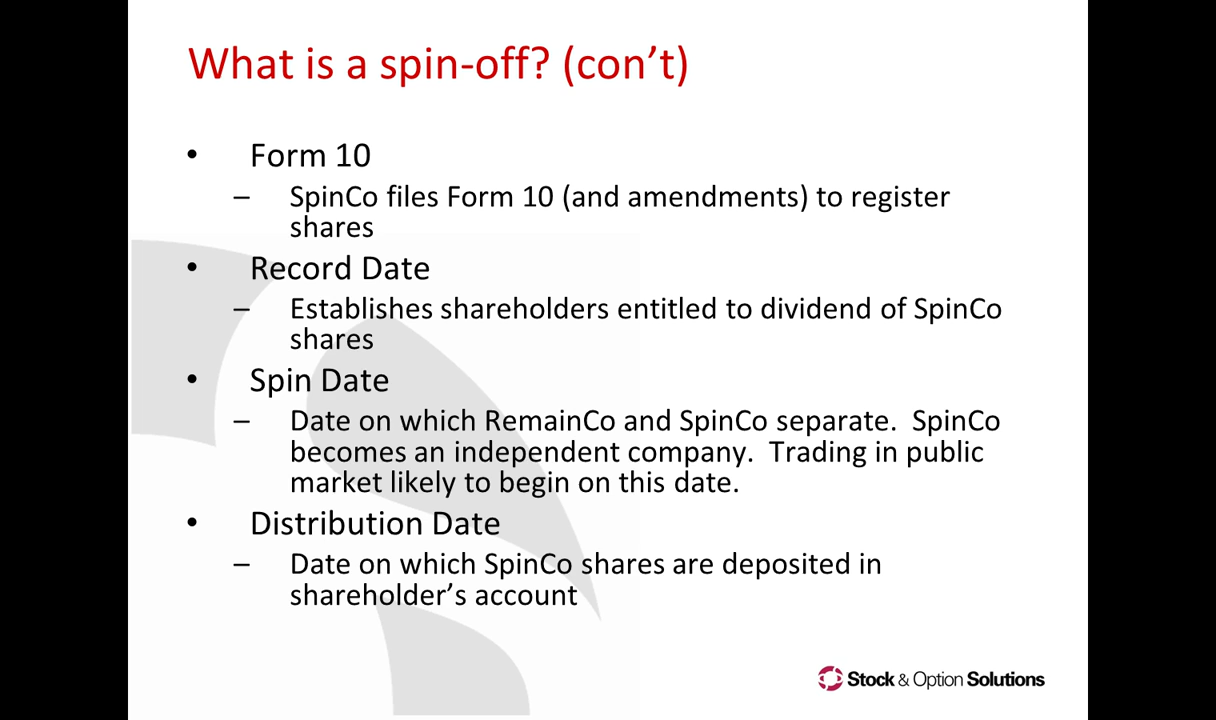 What is a spin-off? (con’t)
• Form 10
– SpinCo files Form 10 (and amendments) to register
shares
• Record Date
– Establishes shareholders entitled to dividend of SpinCo
shares
• Spin Date
– Date on which RemainCo and SpinCo separate.  SpinCo
becomes an independent company.  Trading in public
market likely to begin on this date.
• Distribution Date
– Date on which SpinCo shares are deposited in
shareholder’s account
Stock & Option Solutions